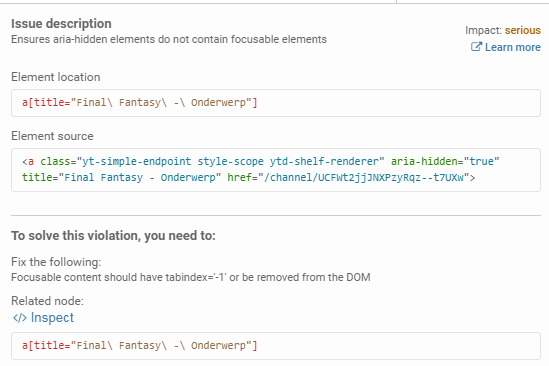 Issue description
Impact: serious
Ensures aria-hidden elements do not contain focusable elements
Learn more
Element location
a[title="Final\ Fantasy\ -\ Onderwerp"]
Element source
<a class="yt-simple-endpoint style-scope ytd-shelf-renderer" aria-hidden="true"
title="Final Fantasy - Onderwerp" href="/channel/UCFWt2jjJNXPzyRqz--t7UXw">
To solve this violation, you need to:
Fix the following:
Focusable content should have tabindex='-1' or be removed from the DOM
Related node:
</> Inspect
a[title="Final\ Fantasy\ -\ Onderwerp"]